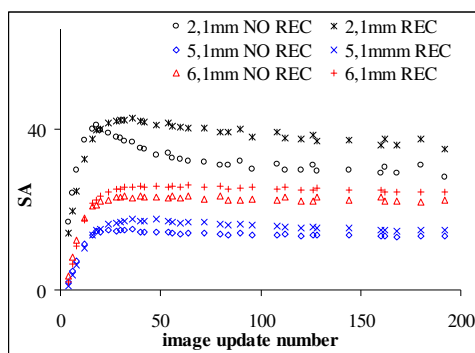 2,1mm NO REC 2,1mm REC
5,1mm NO REC 5,1mmm REC
6,1mm NO REC 6,1mm REC
40
SA
0
0 50 100 150 200
image update number